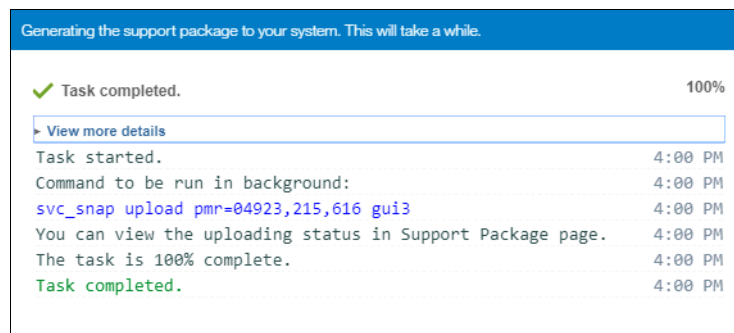 Generating the support package to your system. This will take a while.
Task completed. 100%
View more details
Task started. 4:00 PM
Command to be run in background: 4:00 PM
svc_snap upload pmr=04923,215,616 gui3 4:00 PM
You can view the uploading status in Support Package page. 4:00 PM
The task is 100% complete. 4:00 PM
Task completed. 4:00 PM